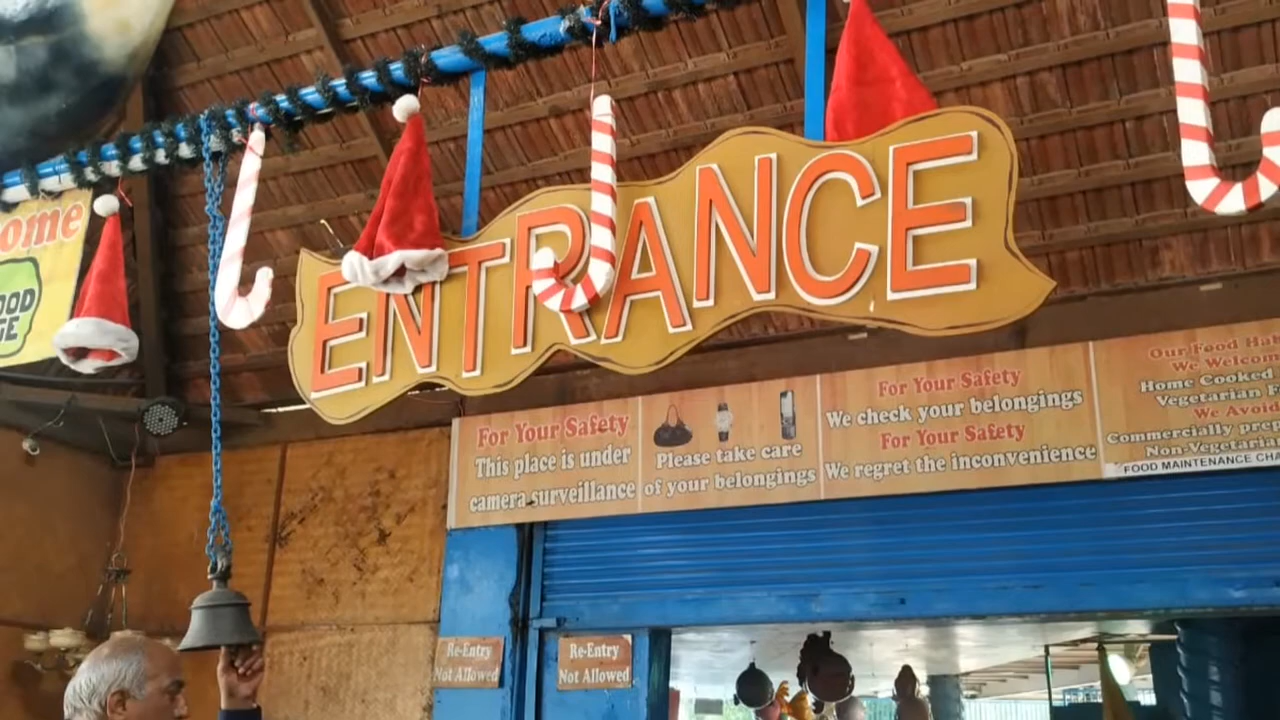 ome
OOD
GE
ENTRANCE
For Your Safety
This place is under
camera surveillance
Please take care
of your belongings
For Your Safety
We check your belongings
For Your Safety
We regret the inconvenience
Our Food
We Welcom
Home Cooked
Vegetarian
We Avoid
Commercially prep
Non-Vegetaria
FOOD MAINTENANCE CHA
Re-Entry
Not Allowed
Re-Entry
Not Allowed